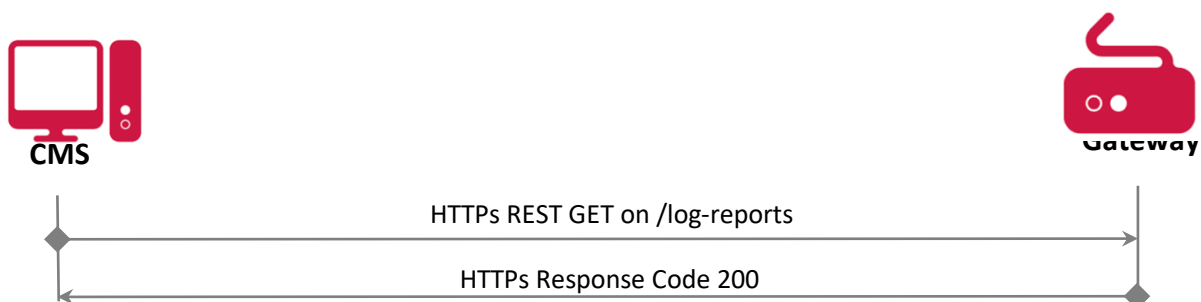 CMS
Gateway
HTTPs REST GET on /log-reports
HTTPs Response Code 200